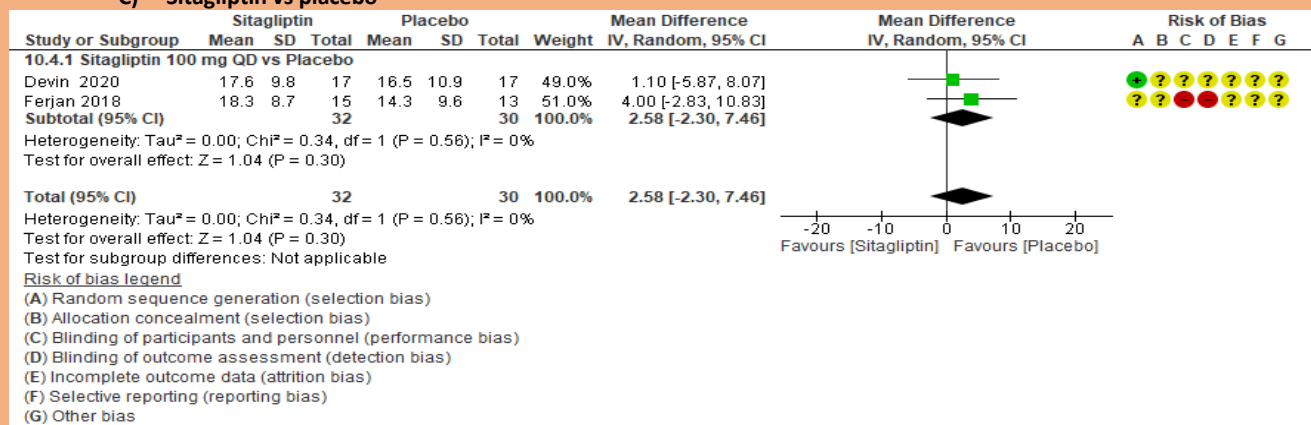 C) Sitagliptin vs placebo
Sitagliptin Placebo Mean Difference Mean Difference Risk of Bias
Study or Subgroup Mean SD Total Mean SD Total Weight IV, Random, 95% CI IV, Random, 95% CI A B C D E F G
10.4.1 Sitagliptin 100 mg QD vs Placebo
Devin 2020 17.6 9.8 17 16.5 10.9 17 49.0% 1.10 [-5.87, 8.07] + ? ? ? ? ? ?
Ferjan 2018 18.3 8.7 15 14.3 9.6 13 51.0% 4.00 [-2.83, 10.83] ? ? - - ? ? ?
Subtotal (95% CI) 32 30 100.0% 2.58 [-2.30, 7.46]
Heterogeneity: Tau² = 0.00; Chi² = 0.34, df = 1 (P = 0.56); I² = 0%
Test for overall effect: Z = 1.04 (P = 0.30)
Total (95% CI) 32 30 100.0% 2.58 [-2.30, 7.46]
Heterogeneity: Tau² = 0.00; Chi² = 0.34, df = 1 (P = 0.56); I² = 0%
Test for overall effect: Z = 1.04 (P = 0.30)
Test for subgroup differences: Not applicable
-20 -10 0 10 20
Favours [Sitagliptin] Favours [Placebo]
Risk of bias legend
(A) Random sequence generation (selection bias)
(B) Allocation concealment (selection bias)
(C) Blinding of participants and personnel (performance bias)
(D) Blinding of outcome assessment (detection bias)
(E) Incomplete outcome data (attrition bias)
(F) Selective reporting (reporting bias)
(G) Other bias